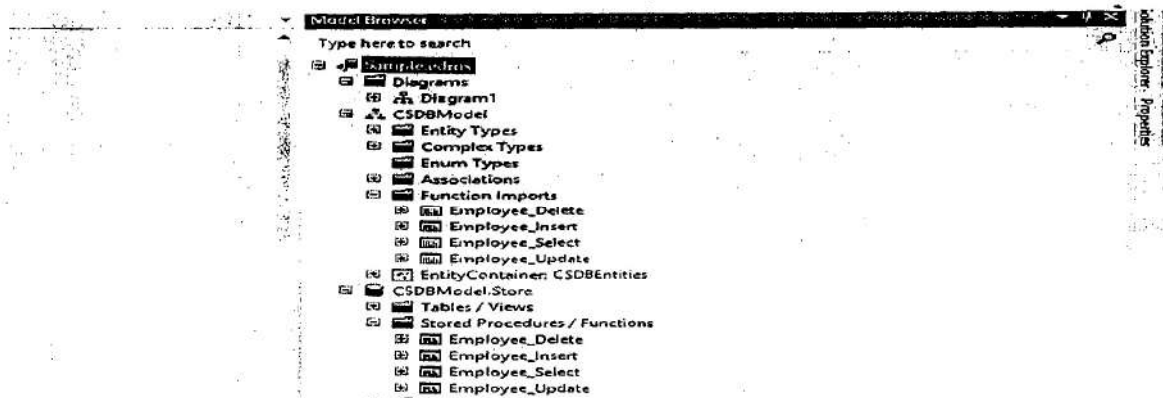 Model Browser
Type here to search
Sample.edmx
Diagrams
Diagram1
CSDBModel
Entity Types
Complex Types
Enum Types
Associations
Function Imports
Employee_Delete
Employee_Insert
Employee_Select
Employee_Update
EntityContainer: CSDBEntities
CSDBModel.Store
Tables / Views
Stored Procedures / Functions
Employee_Delete
Employee_Insert
Employee_Select
Employee_Update
Solution Explorer
Properties